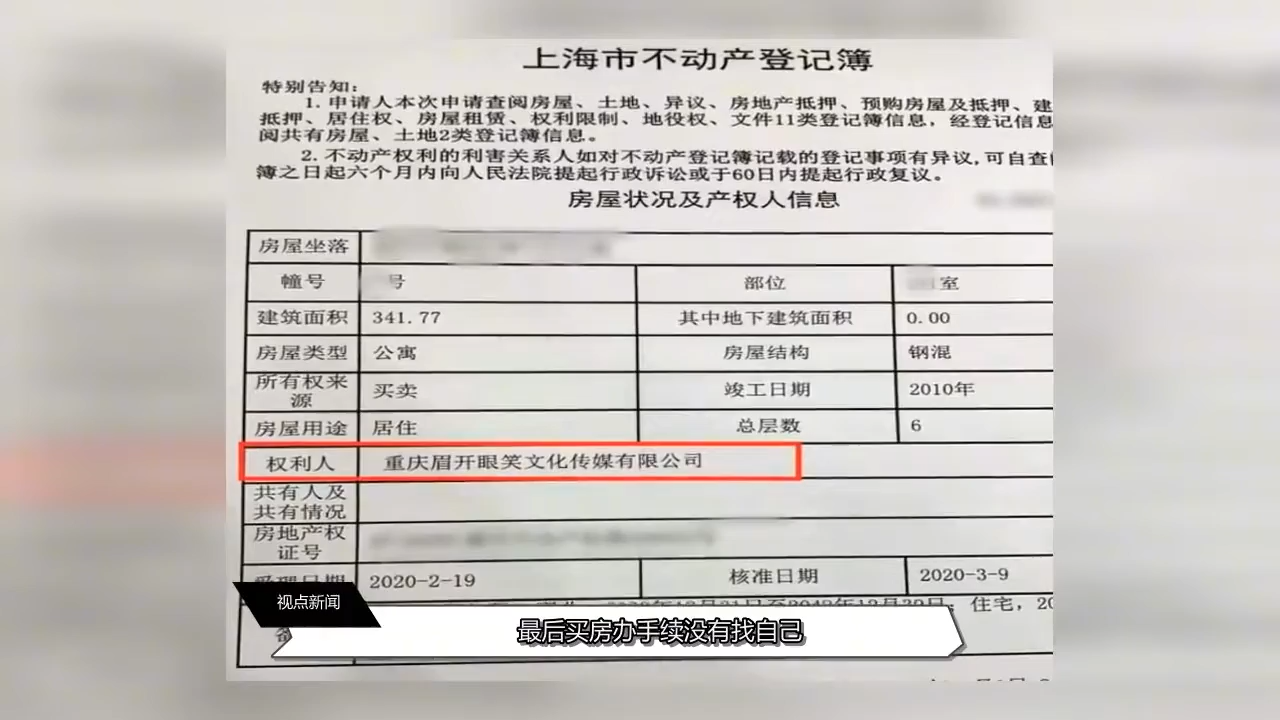 上海市不动产登记簿
特别告知：
1. 申请人本次申请查阅房屋、土地、异议、房地产抵押、预购房屋及抵押、建
抵押、居住权、房屋租赁、权利限制、地役权、文件11类登记簿信息，经登记信息
阅共有房屋、土地2类登记簿信息。
2. 不动产权利的利害关系人如对不动产登记簿记载的登记事项有异议，可自查
簿之日起六个月内向人民法院提起行政诉讼或于60日内提起行政复议。
房屋状况及产权人信息
房屋坐落
幢号 号 部位 室
建筑面积 341.77 其中地下建筑面积 0.00
房屋类型 公寓 房屋结构 钢混
所有权来
源 买卖 竣工日期 2010年
房屋用途 居住 总层数 6
权利人 重庆眉开眼笑文化传媒有限公司
共有人及
共有情况
房地产权
证号
受理日期 2020-2-19 核准日期 2020-3-9
住宅，20
视点新闻
最后买房办手续没有找自己